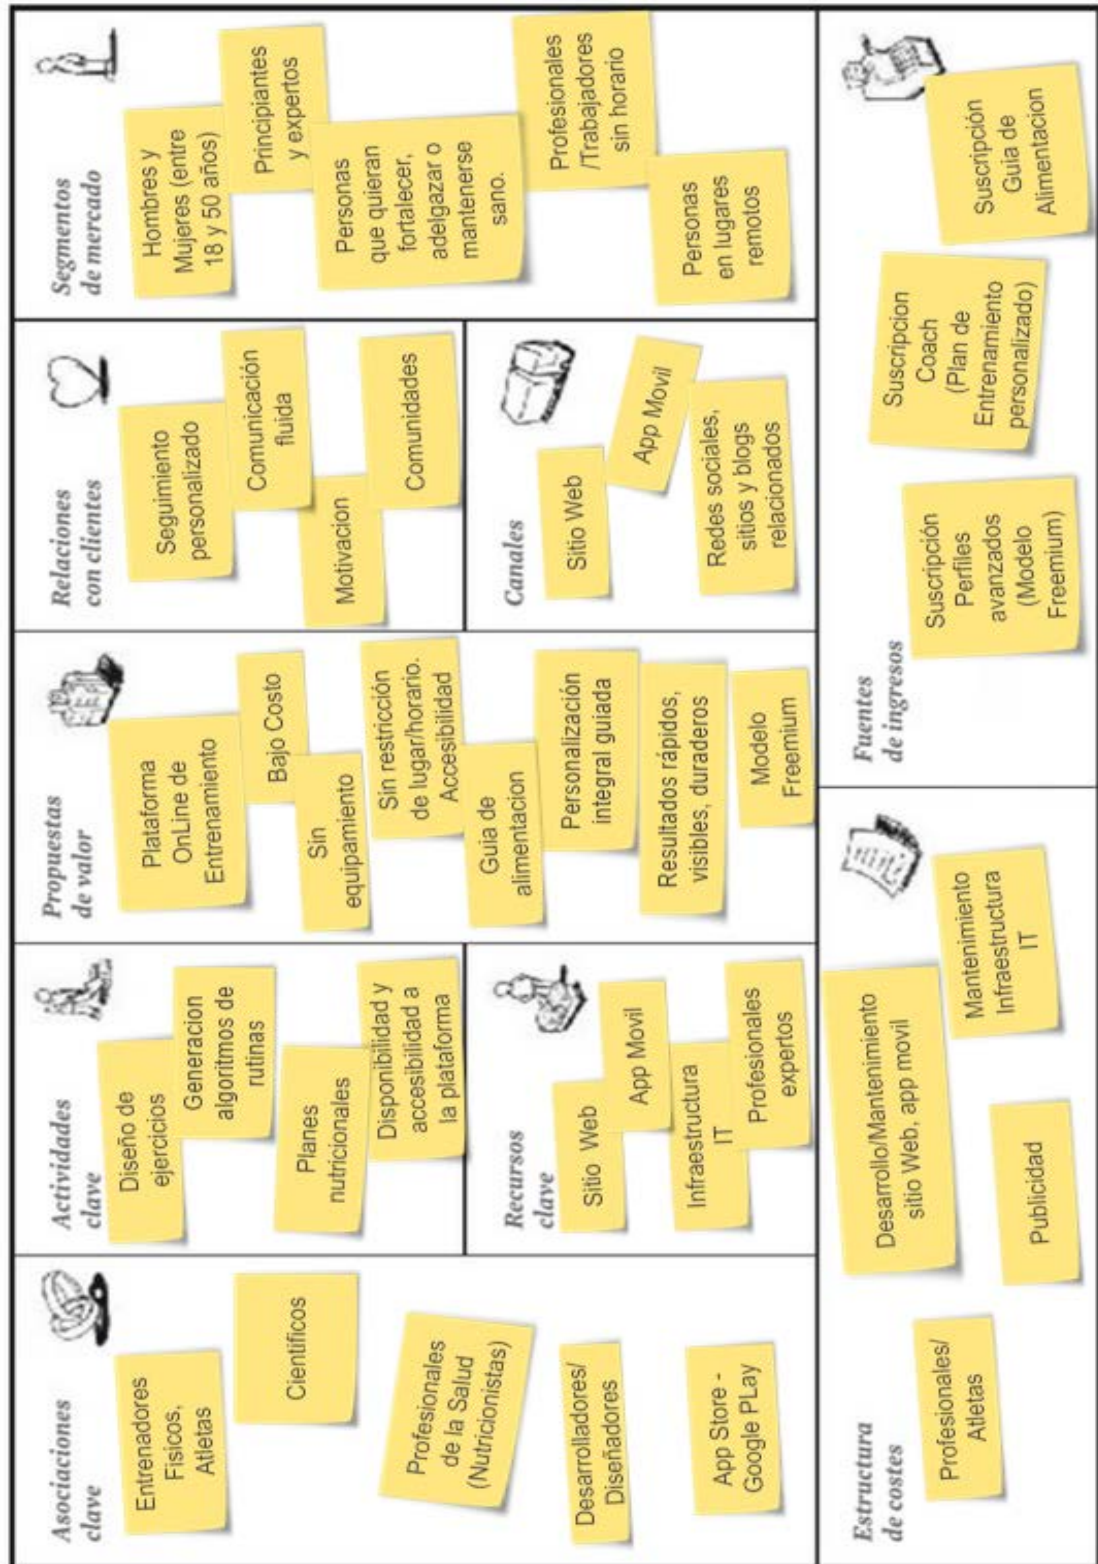 Asociaciones
clave
Entrenadores
Fisicos,
Atletas
Cientificos
Profesionales
de la Salud
(Nutricionistas)
Desarrolladores/
Diseñadores
App Store -
Google PLay
Actividades
clave
Diseño de
ejercicios
Generacion
algoritmos de
rutinas
Planes
nutricionales
Disponibilidad y
accesibilidad a
la plataforma
Recursos
clave
Sitio Web
App Movil
Infraestructura
IT
Profesionales
expertos
Propuestas
de valor
Plataforma
OnLine de
Entrenamiento
Bajo Costo
Sin
equipamiento
Sin restricción
de lugar/horario.
Accesibilidad
Guia de
alimentacion
Personalización
integral guiada
Resultados rápidos,
visibles, duraderos
Modelo
Freemium
Relaciones
con clientes
Seguimiento
personalizado
Comunicación
fluida
Motivacion
Comunidades
Canales
Sitio Web
App Movil
Redes sociales,
sitios y blogs
relacionados
Segmentos
de mercado
Hombres y
Mujeres (entre
18 y 50 años)
Principiantes
y expertos
Personas
que quieran
fortalecer,
adelgazar o
mantenerse
sano.
Profesionales
/Trabajadores
sin horario
Personas
en lugares
remotos
Estructura
de costes
Profesionales/
Atletas
Desarrollo/Mantenimiento
sitio Web, app movil
Publicidad
Mantenimiento
Infraestructura
IT
Fuentes
de ingresos
Suscripción
Perfiles
avanzados
(Modelo
Freemium)
Suscripcion
Coach
(Plan de
Entrenamiento
personalizado)
Suscripción
Guia de
Alimentacion